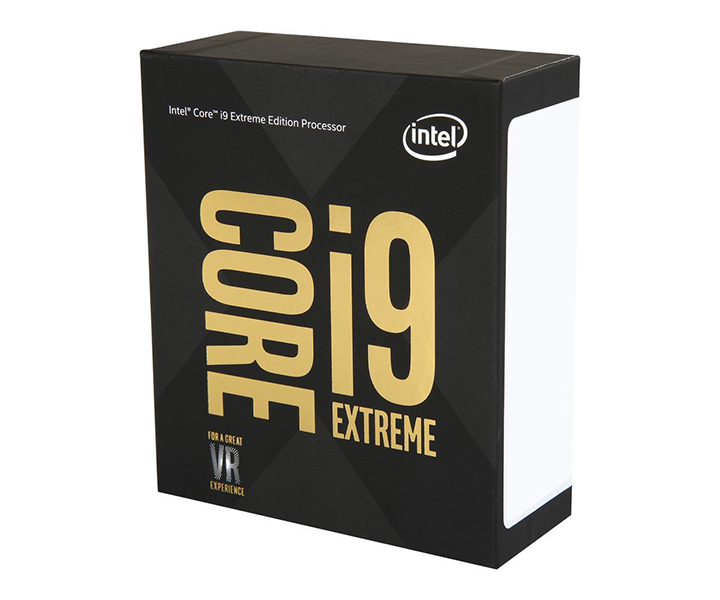 Intel® Core™ i9 Extreme Edition Processor
intel®
CORE
i9
EXTREME
FOR A GREAT
VR
EXPERIENCE